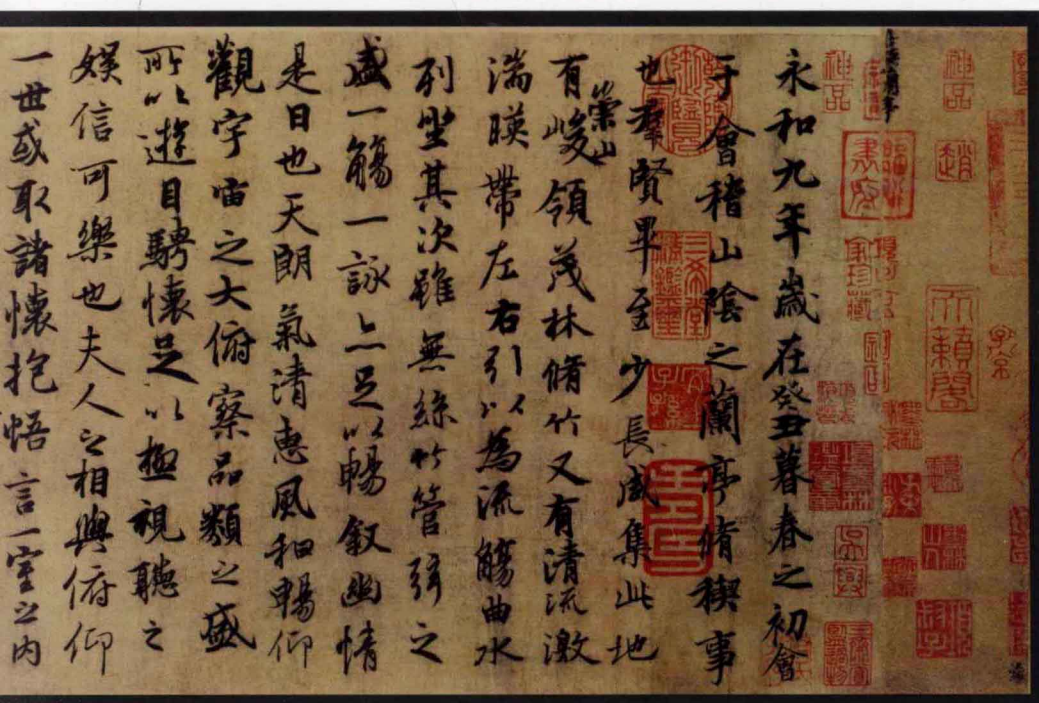 永和九年歲在癸丑暮春之初會
于會稽山陰之蘭亭脩稧事
也羣賢畢至少長咸集此地
有崇山峻領茂林脩竹又有清流激
湍暎帶左右引以為流觴曲水
列坐其次雖無絲竹管弦之
盛一觴一詠亦足以暢叙幽情
是日也天朗氣清惠風和暢仰
觀宇宙之大俯察品類之盛
所以遊目騁懷足以極視聽之
娛信可樂也夫人之相與俯仰
一世或取諸懷抱悟言一室之内